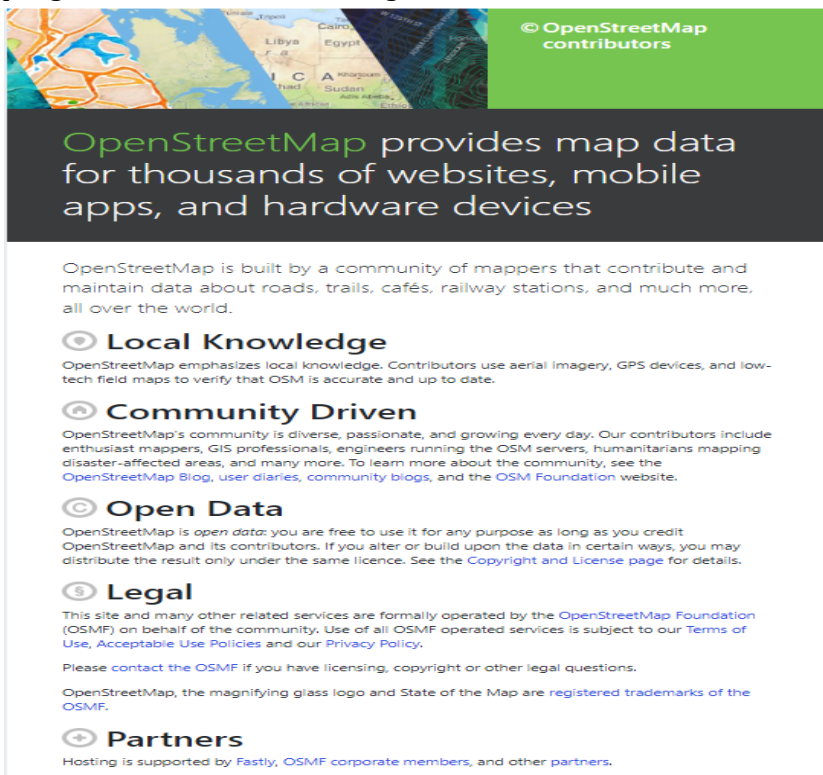 Tripoli
Cairo
Libya
Egypt
I C A
Khartoum
Sudan
Addis Ababa
© OpenStreetMap
contributors
OpenStreetMap provides map data
for thousands of websites, mobile
apps, and hardware devices
OpenStreetMap is built by a community of mappers that contribute and
maintain data about roads, trails, cafés, railway stations, and much more,
all over the world.
Local Knowledge
OpenStreetMap emphasizes local knowledge. Contributors use aerial imagery, GPS devices, and low-
tech field maps to verify that OSM is accurate and up to date.
Community Driven
OpenStreetMap's community is diverse, passionate, and growing every day. Our contributors include
enthusiast mappers, GIS professionals, engineers running the OSM servers, humanitarians mapping
disaster-affected areas, and many more. To learn more about the community, see the
OpenStreetMap Blog, user diaries, community blogs, and the OSM Foundation website.
Open Data
OpenStreetMap is open data: you are free to use it for any purpose as long as you credit
OpenStreetMap and its contributors. If you alter or build upon the data in certain ways, you may
distribute the result only under the same licence. See the Copyright and License page for details.
Legal
This site and many other related services are formally operated by the OpenStreetMap Foundation
(OSMF) on behalf of the community. Use of all OSMF operated services is subject to our Terms of
Use, Acceptable Use Policies and our Privacy Policy.
Please contact the OSMF if you have licensing, copyright or other legal questions.
OpenStreetMap, the magnifying glass logo and State of the Map are registered trademarks of the
OSMF.
Partners
Hosting is supported by Fastly, OSMF corporate members, and other partners.